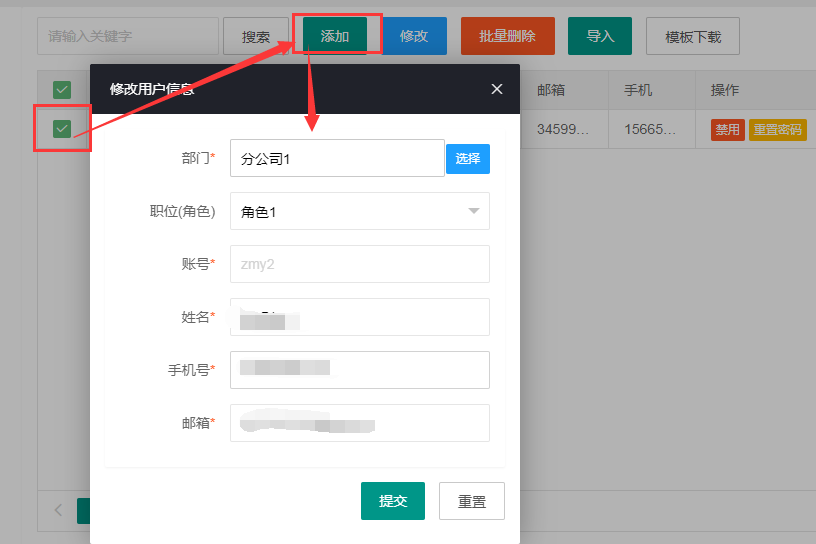 请输入关键字 搜索 添加 修改 批量删除 导入 模板下载
修改用户信息
邮箱 手机 操作
34599... 15665... 禁用 重置密码
部门* 分公司1 选择
职位(角色) 角色1
账号* zmy2
姓名*
手机号*
邮箱*
提交 重置